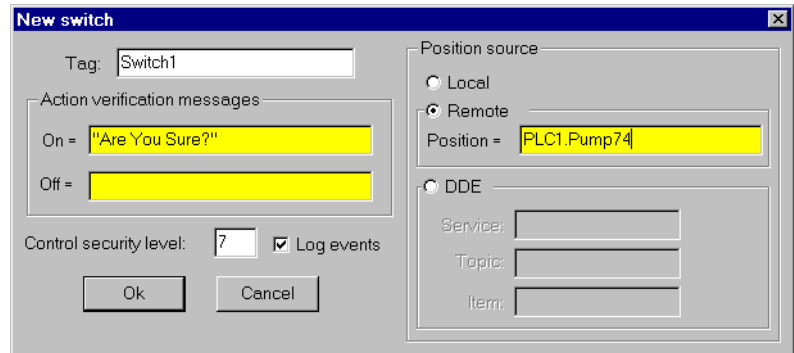 New switch
Tag: Switch1
Action verification messages
On = "Are You Sure?"
Off =
Control security level: 7 Log events
Ok Cancel
Position source
Local
Remote
Position = PLC1.Pump74
DDE
Service:
Topic:
Item: